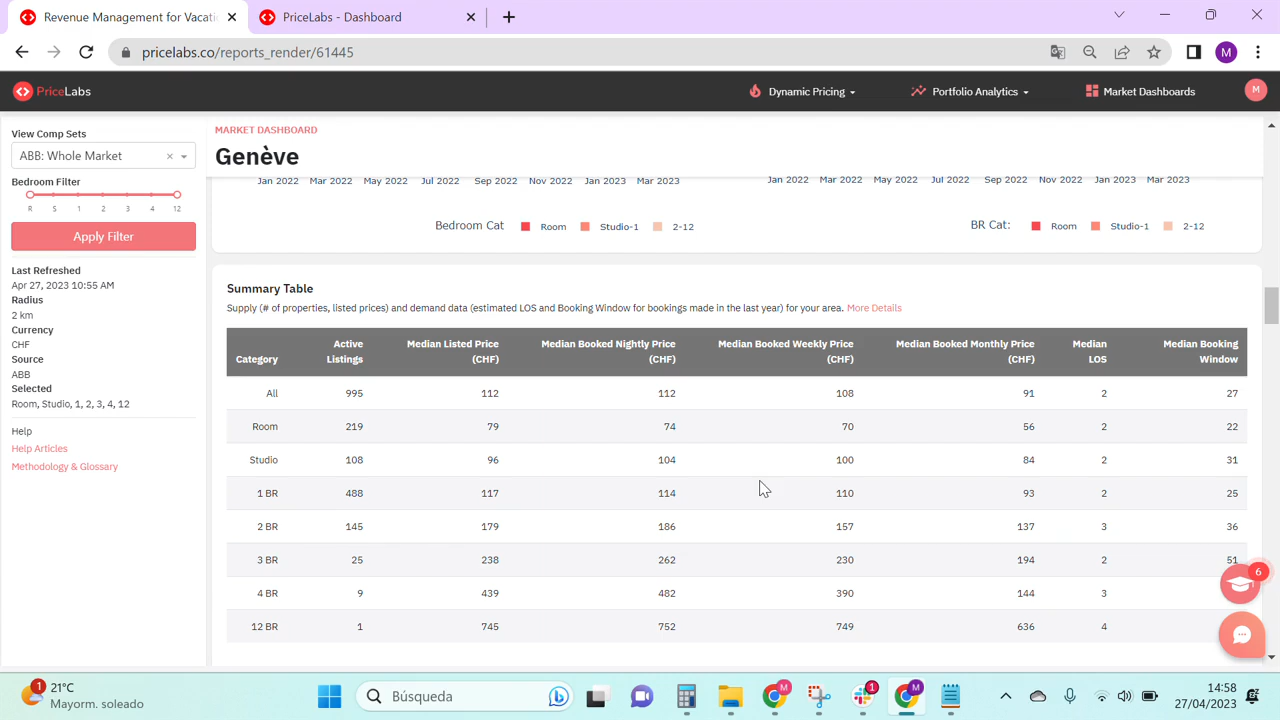 Revenue Management for Vacati
PriceLabs - Dashboard
pricelabs.co/reports_render/61445
M
PriceLabs
Dynamic Pricing
Portfolio Analytics
Market Dashboards
M
View Comp Sets
ABB: Whole Market
Bedroom Filter
R S 1 2 3 4 12
Apply Filter
Last Refreshed
Apr 27, 2023 10:55 AM
Radius
2 km
Currency
CHF
Source
ABB
Selected
Room, Studio, 1, 2, 3, 4, 12
Help
Help Articles
Methodology & Glossary
MARKET DASHBOARD
Genève
Jan 2022 Mar 2022 May 2022 Jul 2022 Sep 2022 Nov 2022 Jan 2023 Mar 2023
Jan 2022 Mar 2022 May 2022 Jul 2022 Sep 2022 Nov 2022 Jan 2023 Mar 2023
Bedroom Cat Room Studio-1 2-12
BR Cat: Room Studio-1 2-12
Summary Table
Supply (# of properties, listed prices) and demand data (estimated LOS and Booking Window for bookings made in the last year) for your area. More Details
Category Active Listings Median Listed Price (CHF) Median Booked Nightly Price (CHF) Median Booked Weekly Price (CHF) Median Booked Monthly Price (CHF) Median LOS Median Booking Window
All 995 112 112 108 91 2 27
Room 219 79 74 70 56 2 22
Studio 108 96 104 100 84 2 31
1 BR 488 117 114 110 93 2 25
2 BR 145 179 186 157 137 3 36
3 BR 25 238 262 230 194 2 51
4 BR 9 439 482 390 144 3
12 BR 1 745 752 749 636 4
6
21°C
Mayorm. soleado
1
Búsqueda
M
1
M
14:58
27/04/2023